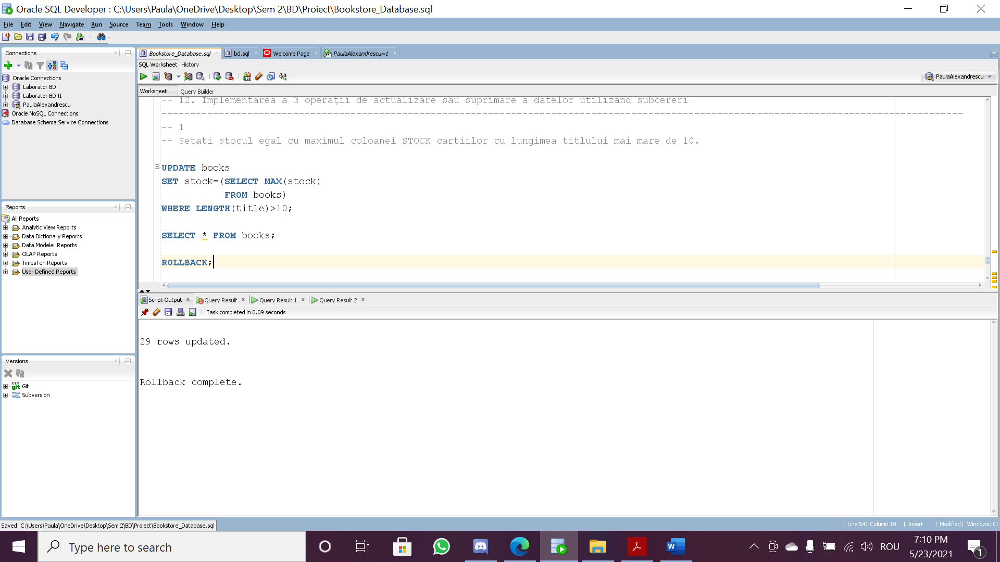 Oracle SQL Developer : C:\Users\Paula\OneDrive\Desktop\Sem 2\BD\Proiect\Bookstore_Database.sql
File Edit View Navigate Run Source Team Tools Window Help
Connections
Oracle Connections
Laborator BD
Laborator BD II
PaulaAlexandrescu
Oracle NoSQL Connections
Database Schema Service Connections
Reports
All Reports
Analytic View Reports
Data Dictionary Reports
Data Modeler Reports
OLAP Reports
TimesTen Reports
User Defined Reports
Versions
Git
Subversion
Bookstore_Database.sql bd.sql Welcome Page PaulaAlexandrescu~1
SQL Worksheet History
PaulaAlexandrescu
Worksheet Query Builder
-- 12. Implementarea a 3 operații de actualizare sau suprimare a datelor utilizând subcereri
--------------------------------------------------------------------------------------------------------------------------------------------
-- 1
-- Setati stocul egal cu maximul coloanei STOCK cartiilor cu lungimea titlului mai mare de 10.
UPDATE books
SET stock=(SELECT MAX(stock)
FROM books)
WHERE LENGTH(title)>10;
SELECT * FROM books;
ROLLBACK;
Script Output Query Result Query Result 1 Query Result 2
Task completed in 0.09 seconds
29 rows updated.
Rollback complete.
Saved: C:\Users\Paula\OneDrive\Desktop\Sem 2\BD\Proiect\Bookstore_Database.sql
Line 541 Column 10 | Insert | Modified | Windows: Cl
Type here to search
ROU
7:10 PM
5/23/2021
1